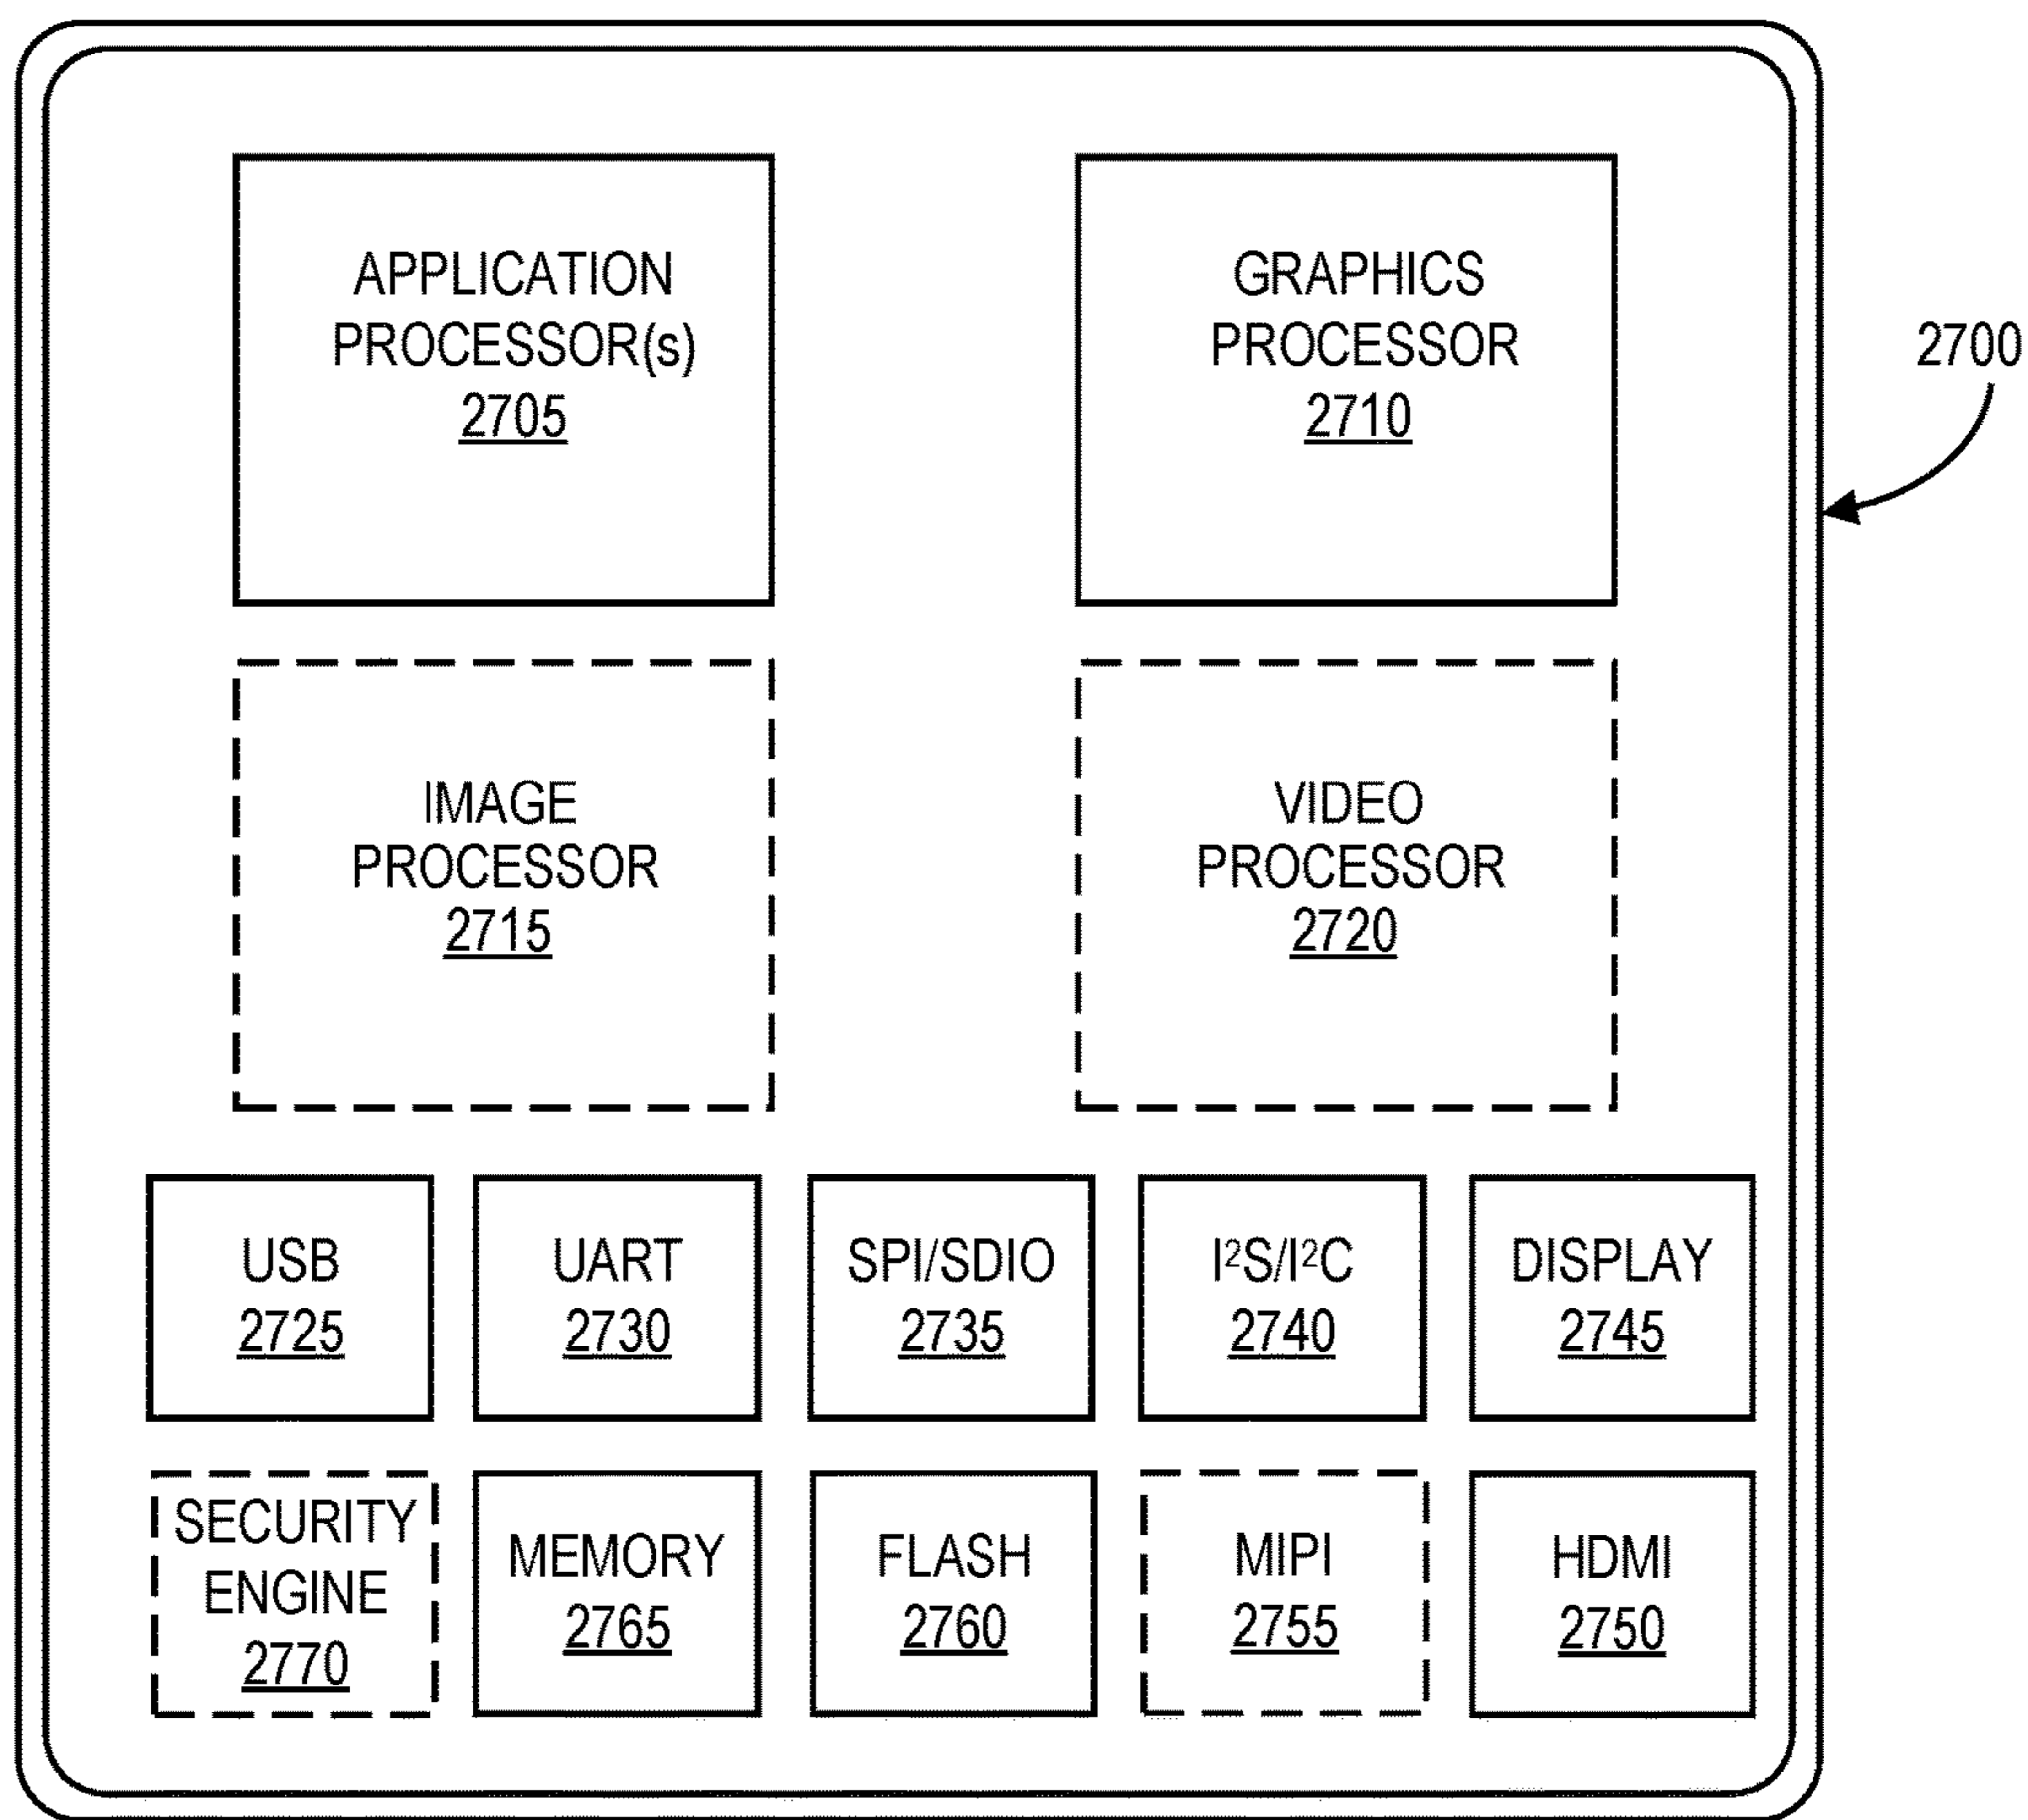 APPLICATION
PROCESSOR(s)
2705
GRAPHICS
PROCESSOR
2710
2700
IMAGE
PROCESSOR
2715
VIDEO
PROCESSOR
2720
USB
2725
UART
2730
SPI/SDIO
2735
I²S/I²C
2740
DISPLAY
2745
SECURITY
ENGINE
2770
MEMORY
2765
FLASH
2760
MIPI
2755
HDMI
2750